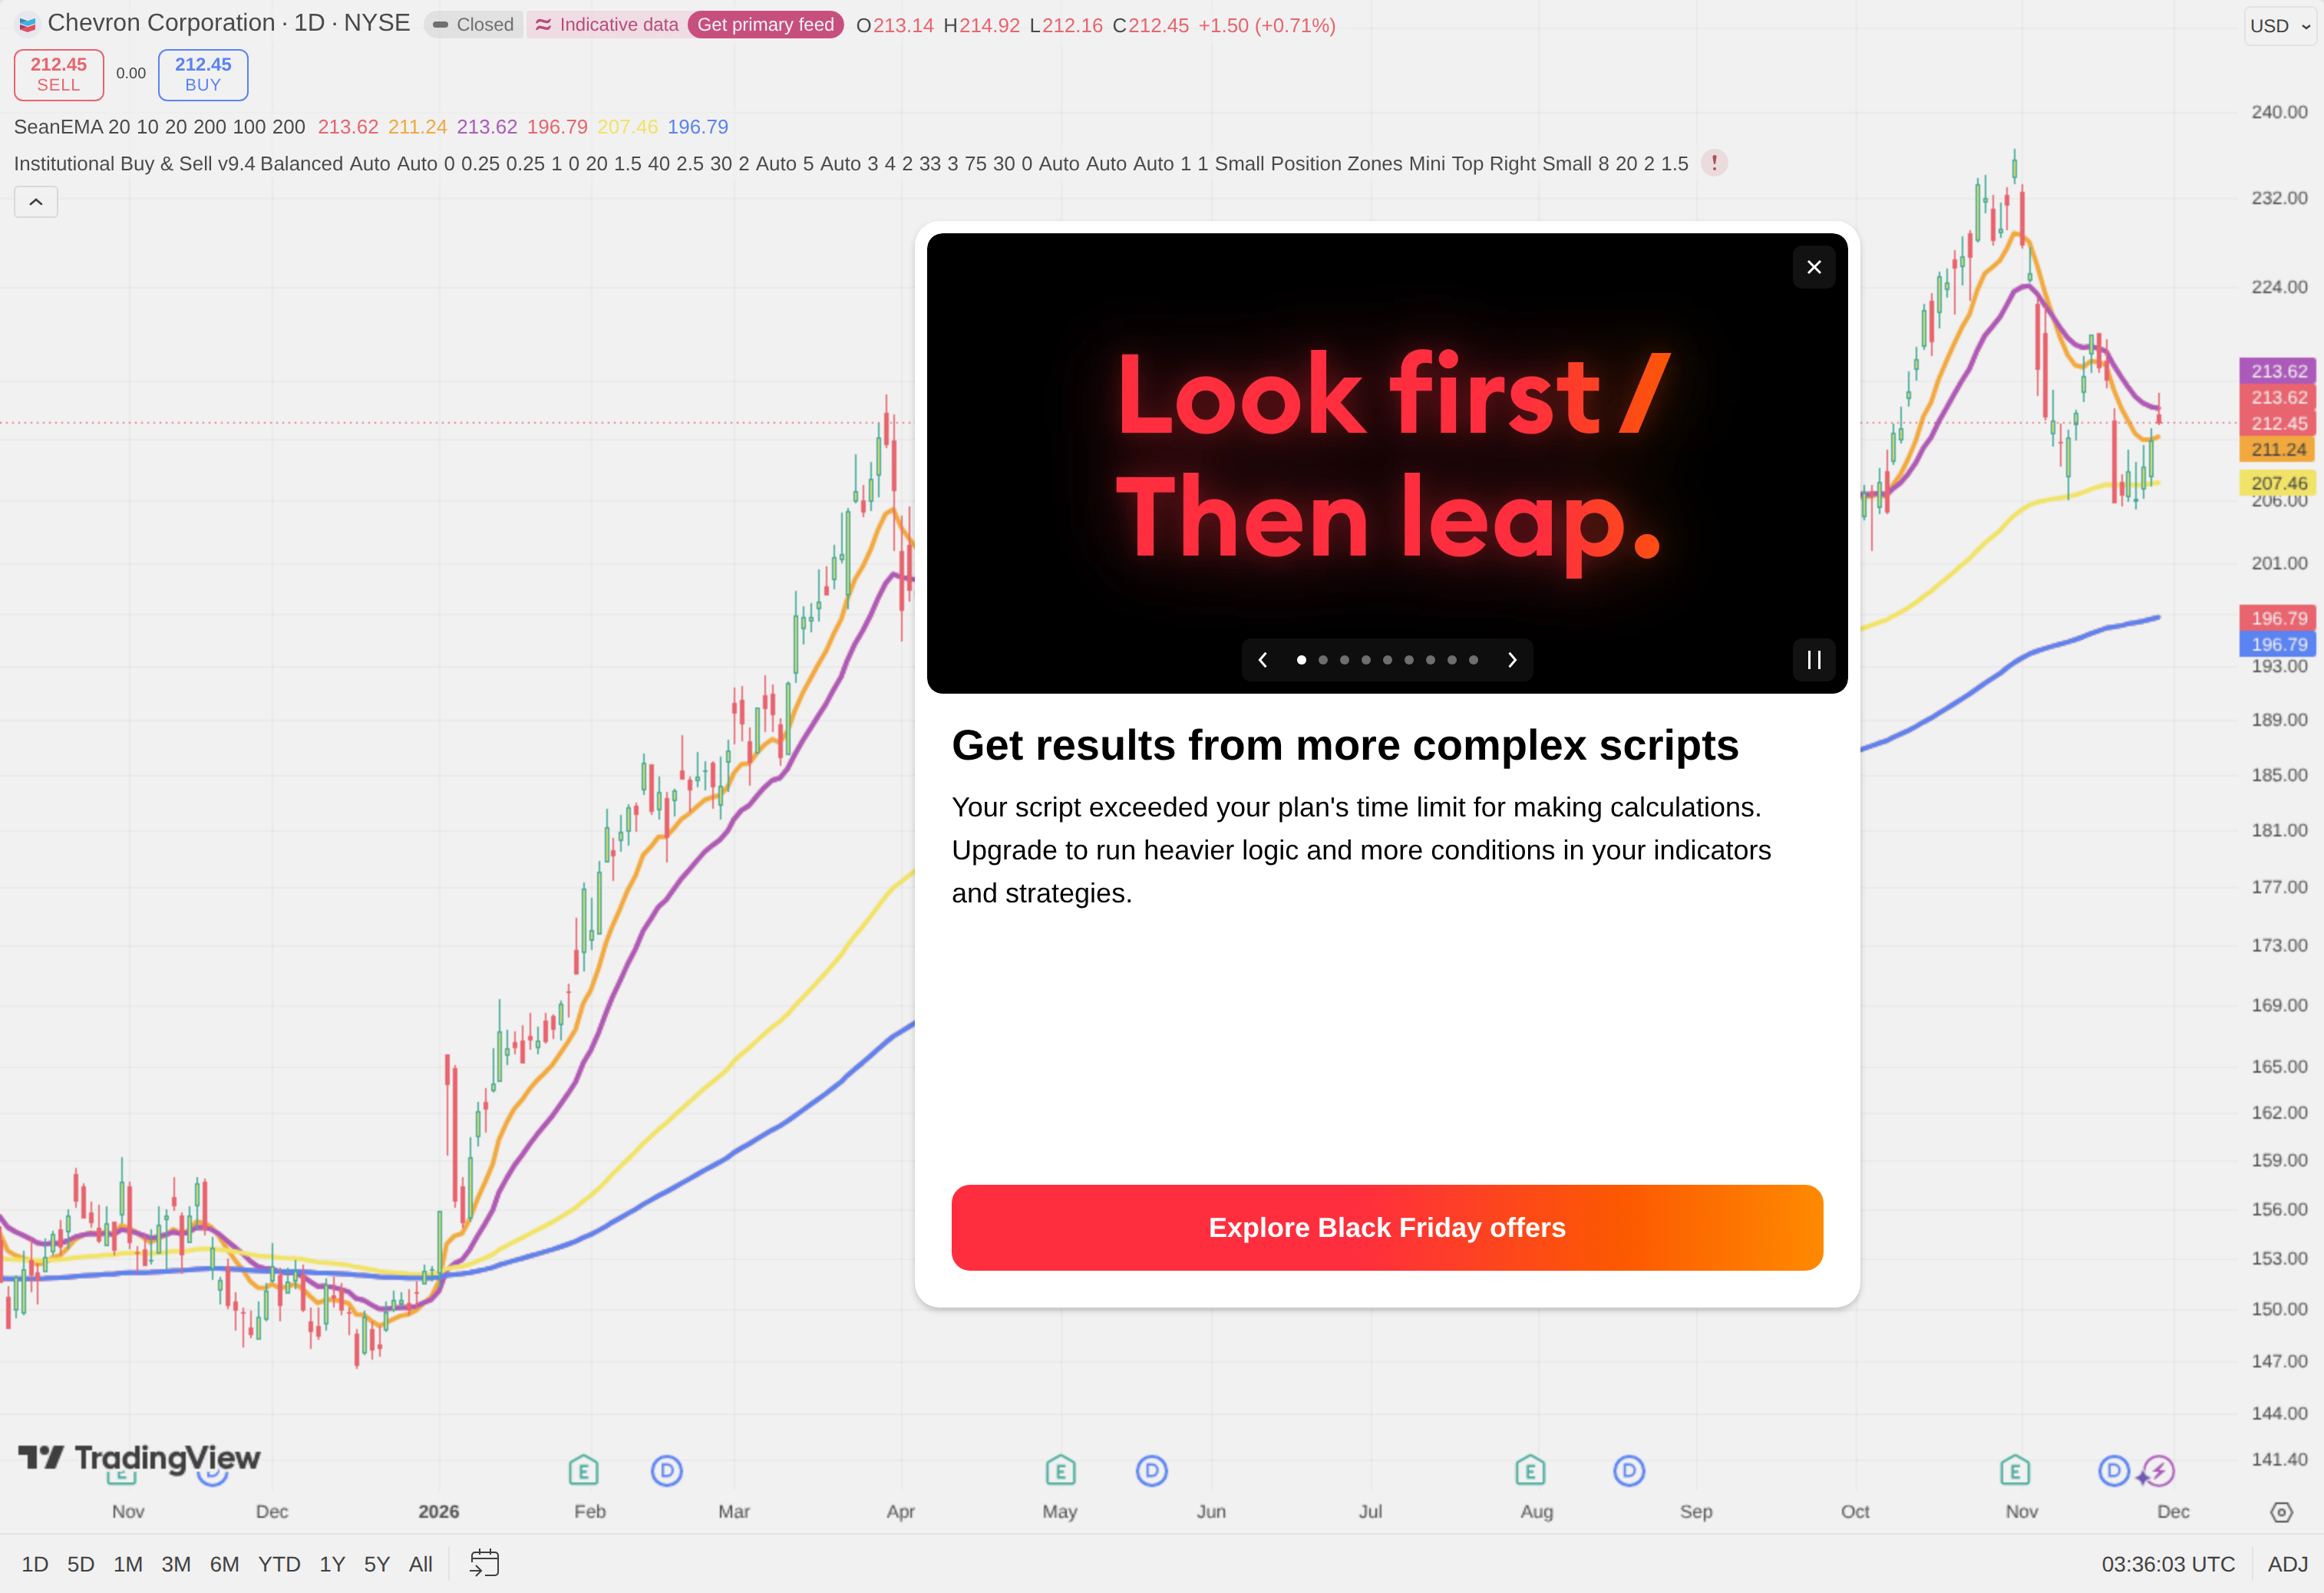 Chevron Corporation · 1D · NYSE Closed Indicative data Get primary feed O213.14 H214.92 L212.16 C212.45 +1.50 (+0.71%)
USD
212.45 SELL
0.00
212.45 BUY
SeanEMA 20 10 20 200 100 200 213.62 211.24 213.62 196.79 207.46 196.79
Institutional Buy & Sell v9.4 Balanced Auto Auto 0 0.25 0.25 1 0 20 1.5 40 2.5 30 2 Auto 5 Auto 3 4 2 33 3 75 30 0 Auto Auto Auto 1 1 Small Position Zones Mini Top Right Small 8 20 2 1.5 !
Look first /
Then leap.
Get results from more complex scripts
Your script exceeded your plan's time limit for making calculations.
Upgrade to run heavier logic and more conditions in your indicators
and strategies.
Explore Black Friday offers
240.00
232.00
224.00
213.62
213.62
212.45
211.24
207.46
206.00
201.00
196.79
196.79
193.00
189.00
185.00
181.00
177.00
173.00
169.00
165.00
162.00
159.00
156.00
153.00
150.00
147.00
144.00
141.40
TradingView
E D E D E D E D E D
Nov Dec 2026 Feb Mar Apr May Jun Jul Aug Sep Oct Nov Dec
1D 5D 1M 3M 6M YTD 1Y 5Y All
03:36:03 UTC ADJ